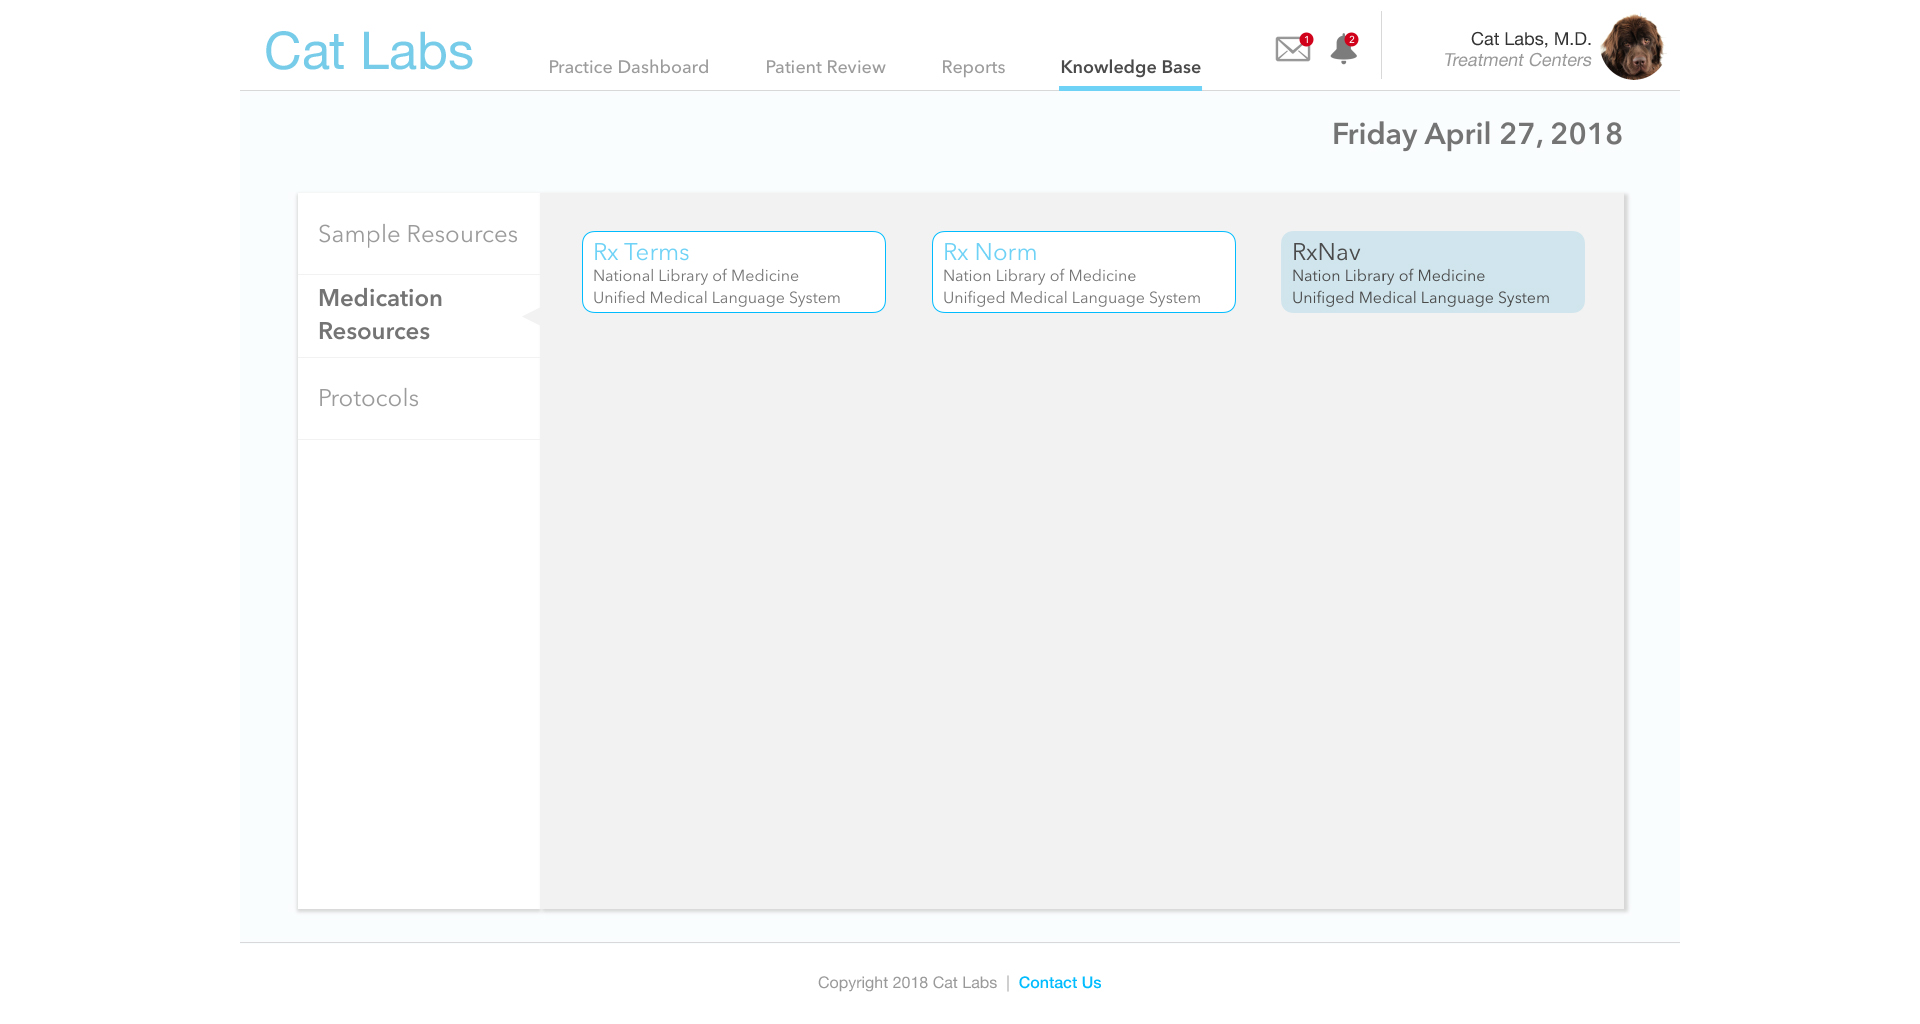 Cat Labs
Practice Dashboard
Patient Review
Reports
Knowledge Base
1
2
Cat Labs, M.D.
Treatment Centers
Friday April 27, 2018
Sample Resources
Medication
Resources
Protocols
Rx Terms
National Library of Medicine
Unified Medical Language System
Rx Norm
Nation Library of Medicine
Unifiged Medical Language System
RxNav
Nation Library of Medicine
Unifiged Medical Language System
Copyright 2018 Cat Labs | Contact Us